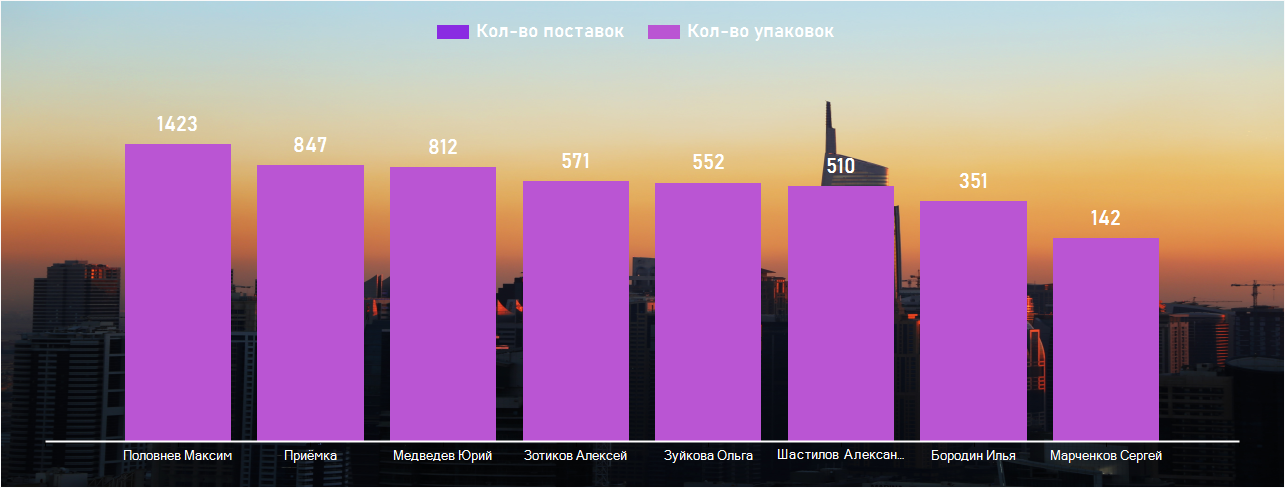 Кол-во поставок Кол-во упаковок
1423 847 812 571 552 510 351 142
Половнев Максим Приёмка Медведев Юрий Зотиков Алексей Зуйкова Ольга Шастилов Алексан... Бородин Илья Марченков Сергей